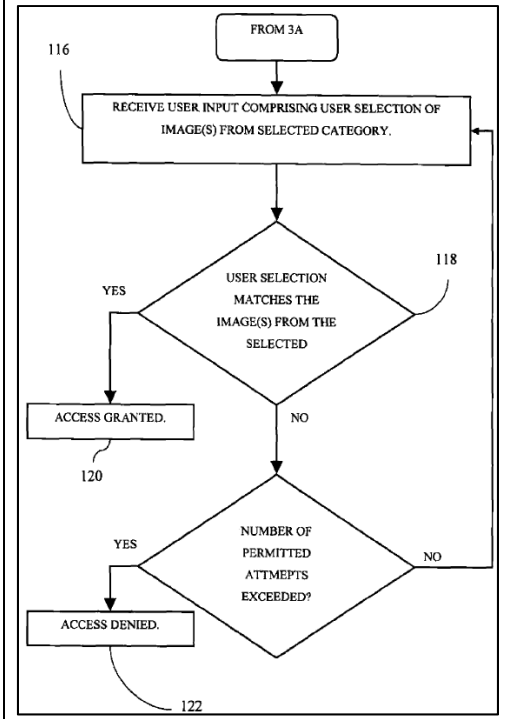 FROM 3A
116
RECEIVE USER INPUT COMPRISING USER SELECTION OF
IMAGE(S) FROM SELECTED CATEGORY.
118
USER SELECTION
MATCHES THE
IMAGE(S) FROM THE
SELECTED
YES
ACCESS GRANTED.
NO
120
NUMBER OF
PERMITTED
ATTMEPTS
EXCEEDED?
YES
NO
ACCESS DENIED.
122